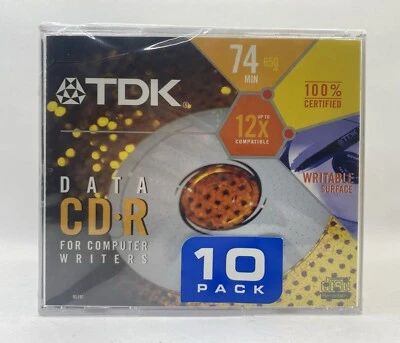 TDK
74
MIN
650
100%
CERTIFIED
UP TO
12x
COMPATIBLE
WRITABLE
SURFACE
DATA
CD-R
FOR COMPUTER
WRITERS
10
PACK